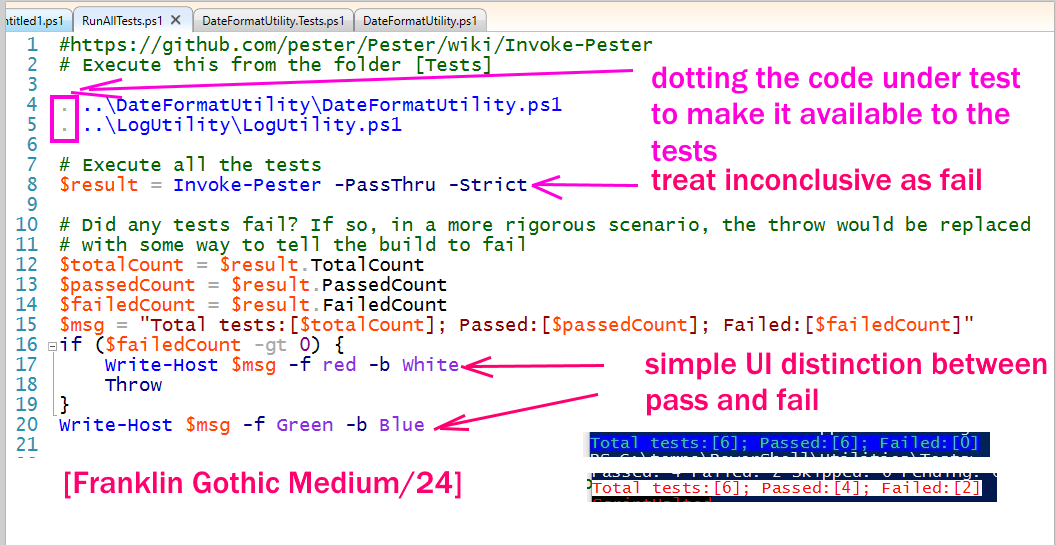 ntitled1.ps1 RunAllTests.ps1 DateFormatUtility.Tests.ps1 DateFormatUtility.ps1
1 #https://github.com/pester/Pester/wiki/Invoke-Pester
2 # Execute this from the folder [Tests]
3
4 . ..\DateFormatUtility\DateFormatUtility.ps1
5 . ..\LogUtility\LogUtility.ps1
6
dotting the code under test
to make it available to the
tests
7 # Execute all the tests
8 $result = Invoke-Pester -PassThru -Strict
treat inconclusive as fail
9
10 # Did any tests fail? If so, in a more rigorous scenario, the throw would be replaced
11 # with some way to tell the build to fail
12 $totalCount = $result.TotalCount
13 $passedCount = $result.PassedCount
14 $failedCount = $result.FailedCount
15 $msg = "Total tests:[$totalCount]; Passed:[$passedCount]; Failed:[$failedCount]"
16 if ($failedCount -gt 0) {
17 Write-Host $msg -f red -b White
18 Throw
19 }
20 Write-Host $msg -f Green -b Blue
21
simple UI distinction between
pass and fail
Total tests:[6]; Passed:[6]; Failed:[0]
Total tests:[6]; Passed:[4]; Failed:[2]
[Franklin Gothic Medium/24]